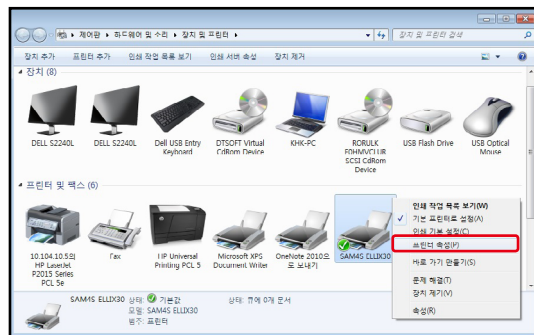 제어판 ▸ 하드웨어 및 소리 ▸ 장치 및 프린터 ▸
장치 및 프린터 검색
장치 추가 프린터 추가 인쇄 작업 목록 보기 인쇄 서버 속성 장치 제거
장치 (8)
DELL S2240L
DELL S2240L
Dell USB Entry
Keyboard
DTSOFT Virtual
CdRom Device
KHK-PC
RORULK
F0HMVCLUR
SCSI CdRom
Device
USB Flash Drive
USB Optical
Mouse
프린터 및 팩스 (6)
10.104.10.5의
HP LaserJet
P2015 Series
PCL 5e
Fax
HP Universal
Printing PCL 5
Microsoft XPS
Document Writer
OneNote 2010으
로 보내기
SAM4S ELLIX30
인쇄 작업 목록 보기(W)
기본 프린터로 설정(A)
인쇄 기본 설정(C)
프린터 속성(P)
바로 가기 만들기(S)
문제 해결(T)
장치 제거(V)
속성(R)
SAM4S ELLIX30 상태: 기본값 상태: 큐에 0개 문서
모델: SAM4S ELLIX30
범주: 프린터